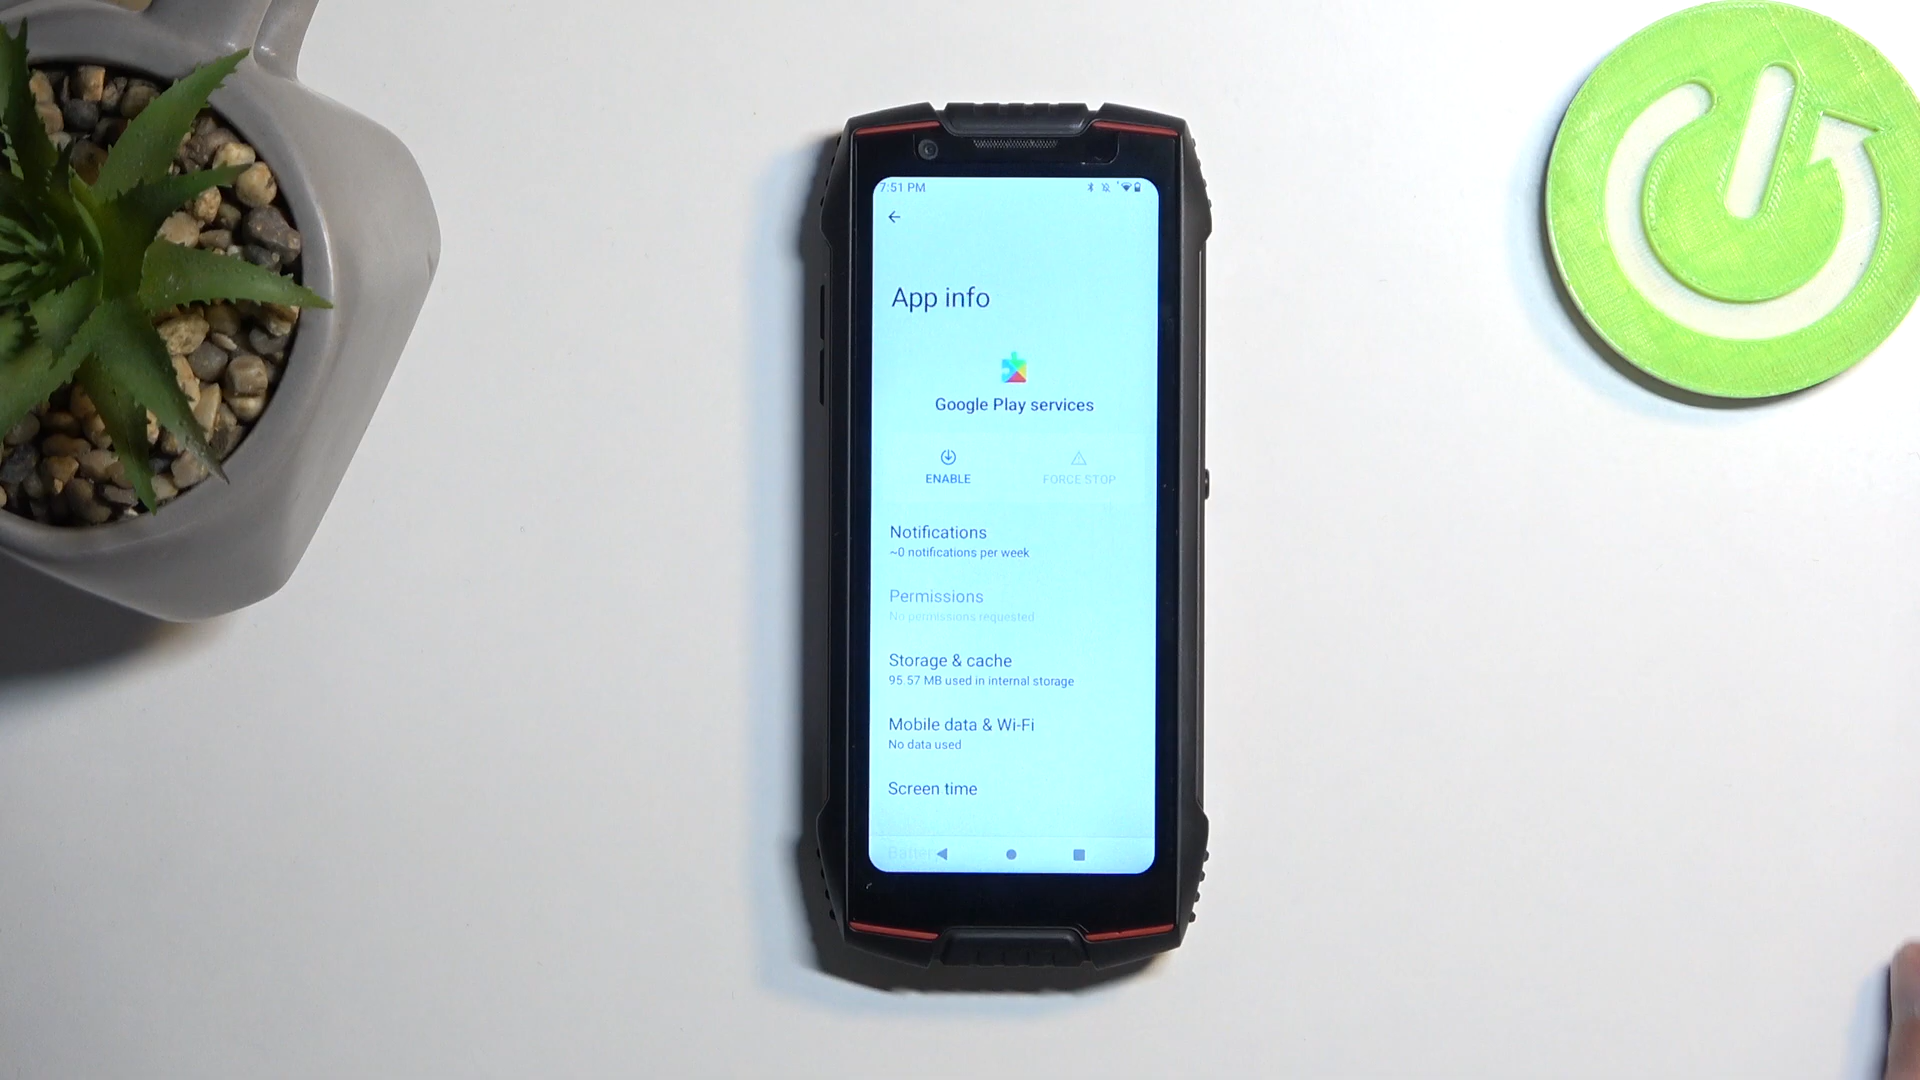 7:51 PM
App info
Google Play services
ENABLE
FORCE STOP
Notifications
~0 notifications per week
Permissions
No permissions requested
Storage & cache
95.57 MB used in internal storage
Mobile data & Wi-Fi
No data used
Screen time
Battery